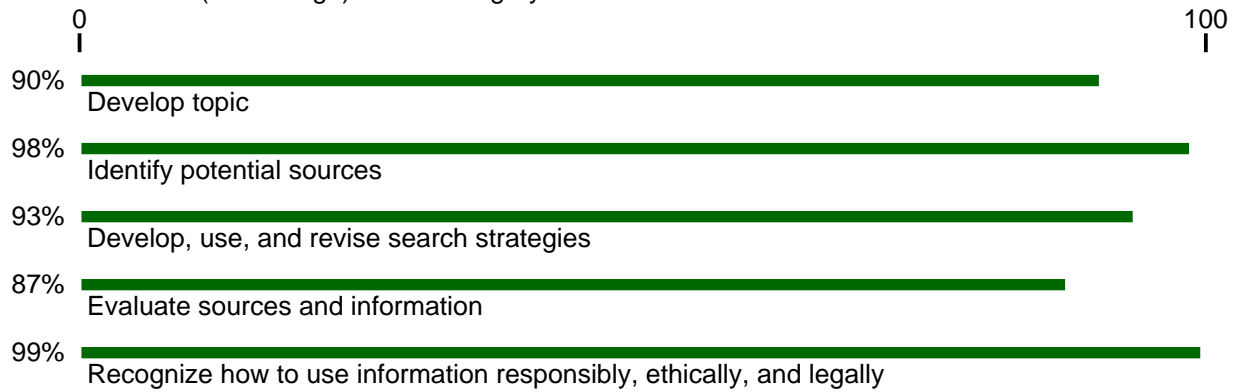 0 100
90%
Develop topic
98%
Identify potential sources
93%
Develop, use, and revise search strategies
87%
Evaluate sources and information
99%
Recognize how to use information responsibly, ethically, and legally